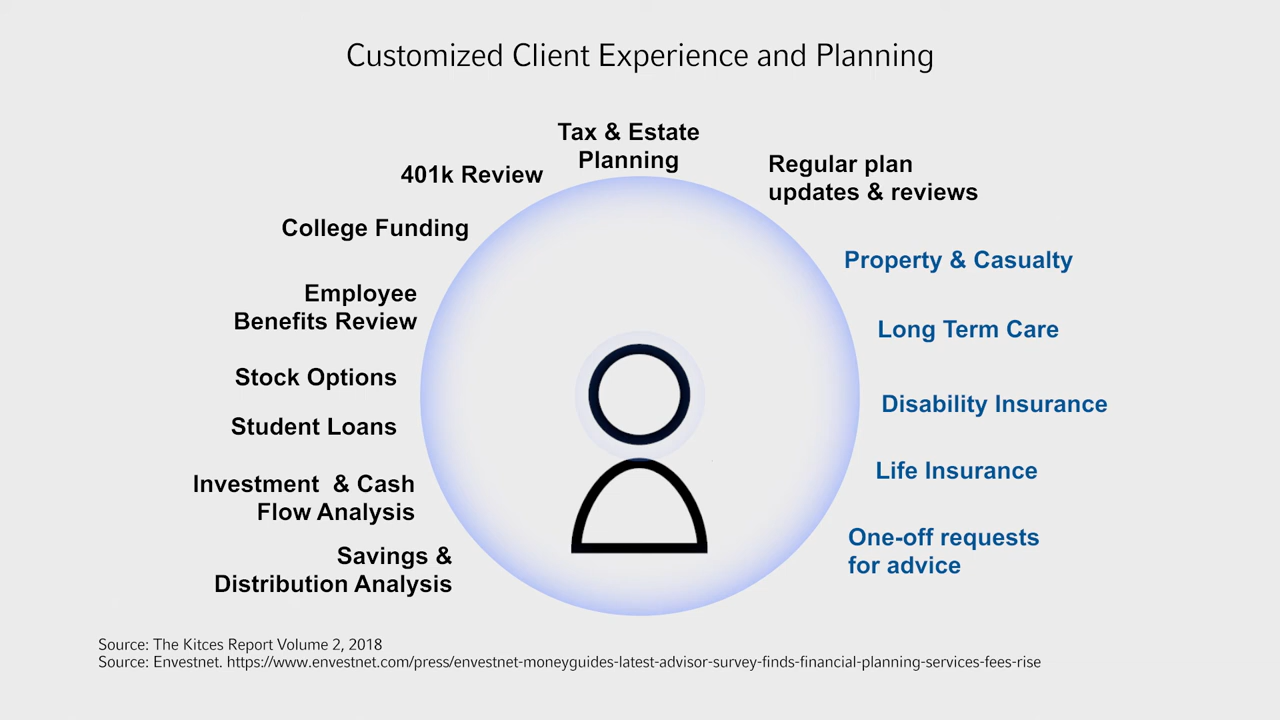 Customized Client Experience and Planning
Tax & Estate
Planning
401k Review
College Funding
Employee
Benefits Review
Stock Options
Student Loans
Investment  & Cash
Flow Analysis
Savings &
Distribution Analysis
Regular plan
updates & reviews
Property & Casualty
Long Term Care
Disability Insurance
Life Insurance
One-off requests
for advice
Source: The Kitces Report Volume 2, 2018
Source: Envestnet. https://www.envestnet.com/press/envestnet-moneyguides-latest-advisor-survey-finds-financial-planning-services-fees-rise